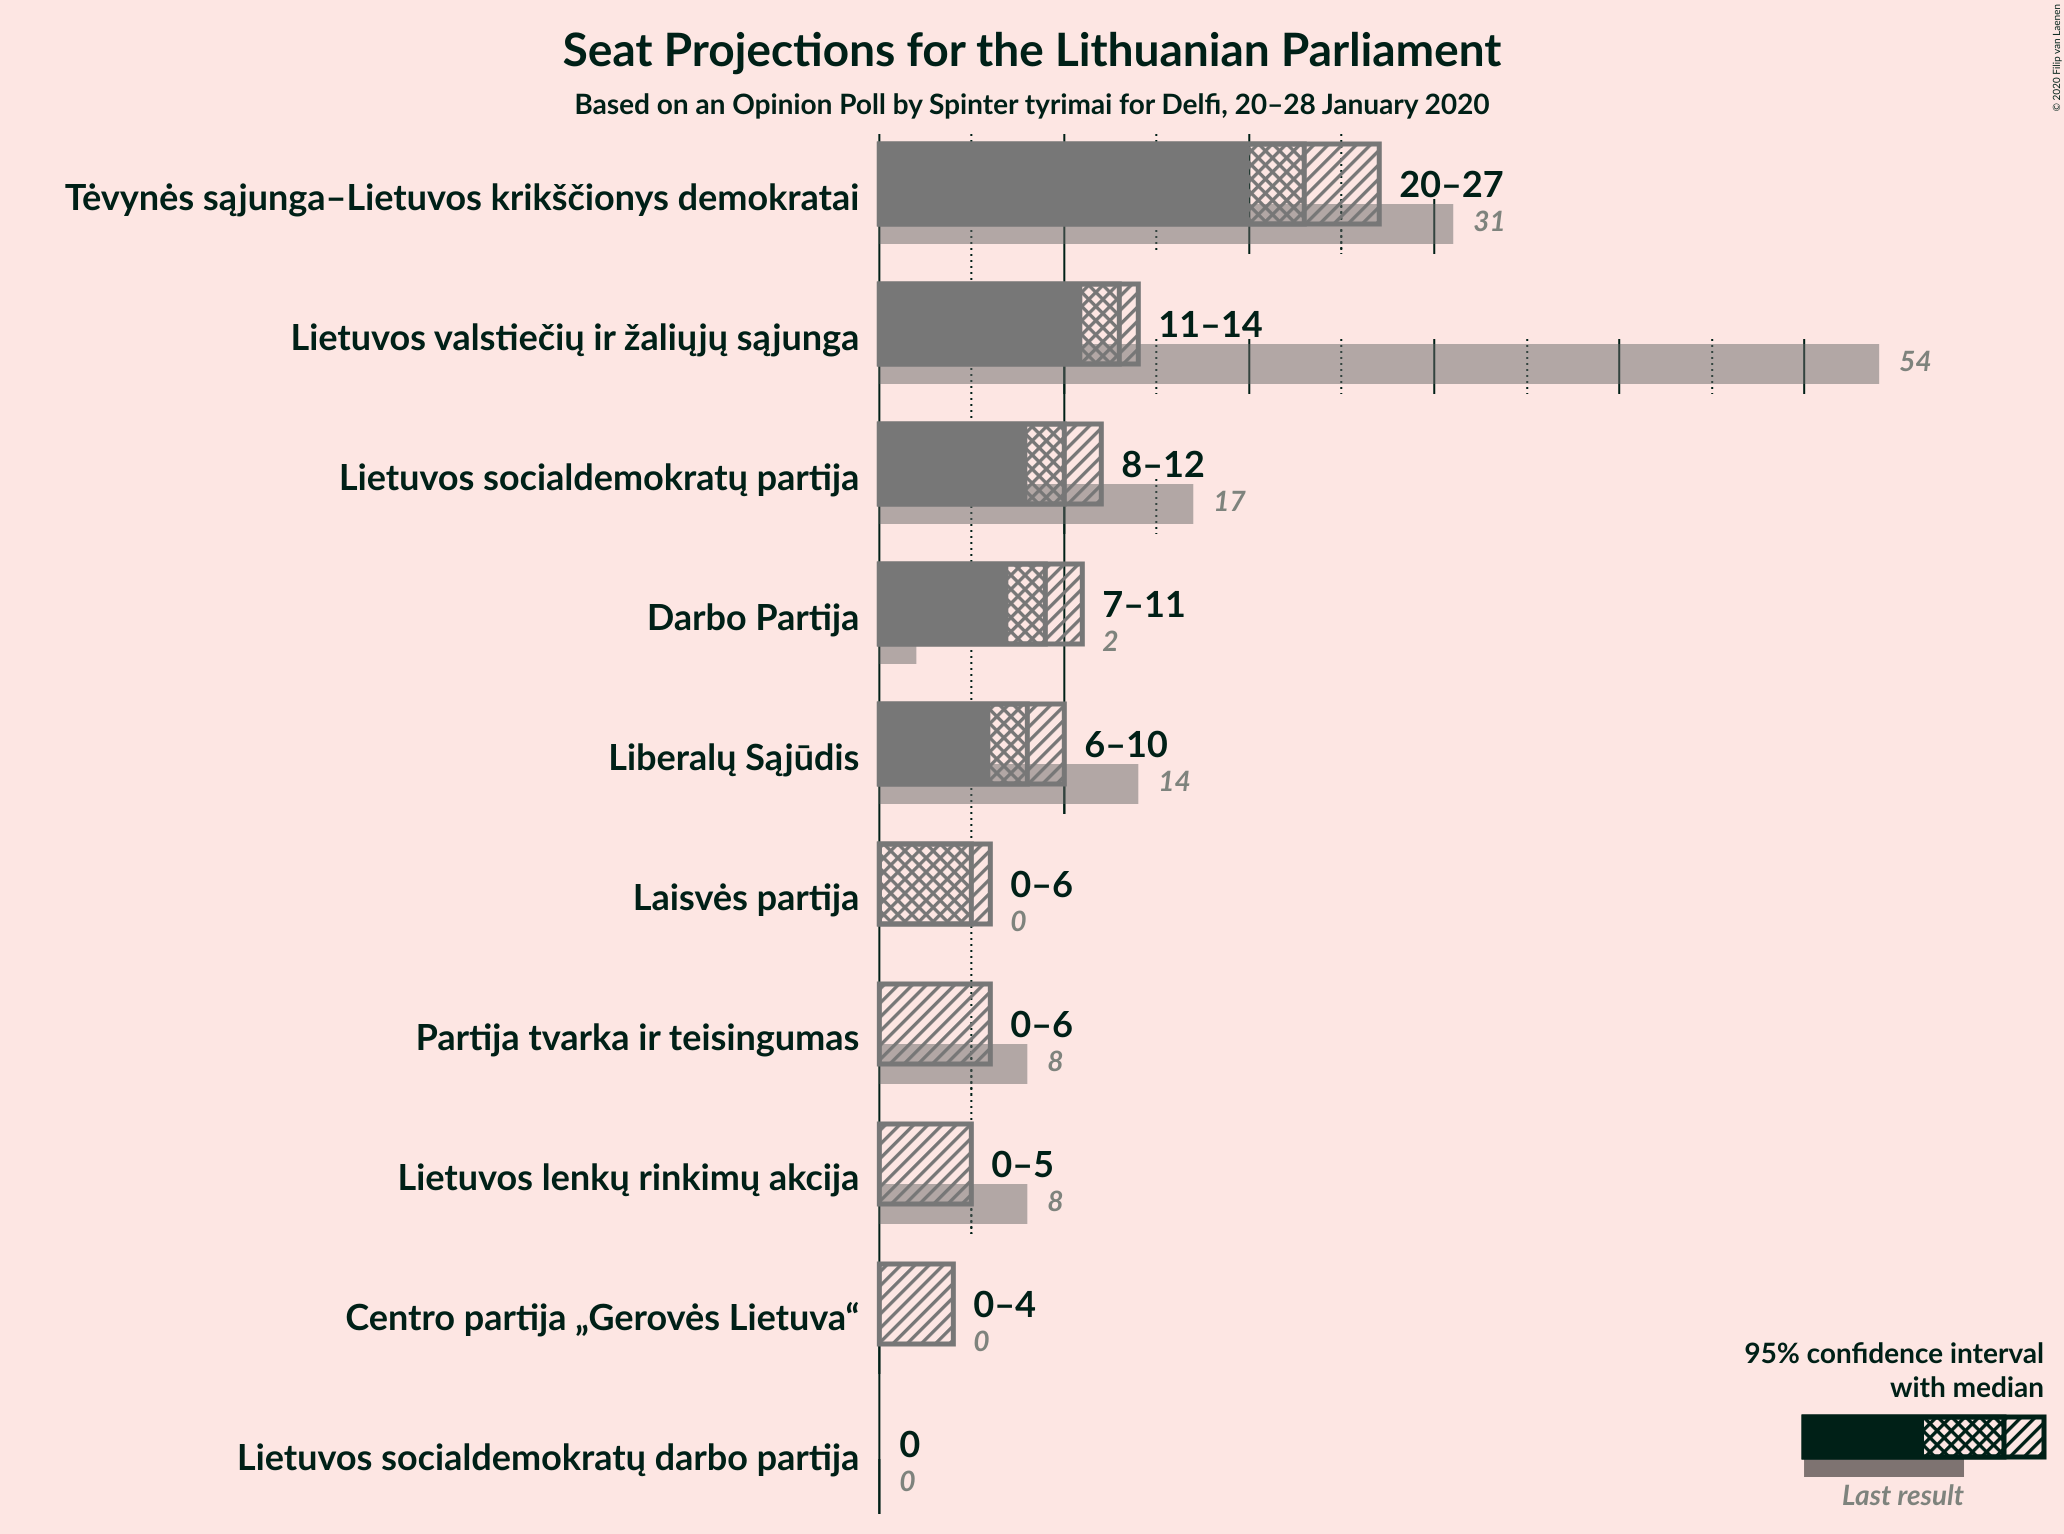 Seat Projections for the Lithuanian Parliament
Based on an Opinion Poll by Spinter tyrimai for Delfi, 20–28 January 2020
© 2020 Filip van Laenen
Tėvynės sąjunga–Lietuvos krikščionys demokratai
20–27
31
Lietuvos valstiečių ir žaliųjų sąjunga
11–14
54
Lietuvos socialdemokratų partija
8–12
17
Darbo Partija
7–11
2
Liberalų Sąjūdis
6–10
14
Laisvės partija
0–6
0
Partija tvarka ir teisingumas
0–6
8
Lietuvos lenkų rinkimų akcija
0–5
8
Centro partija „Gerovės Lietuva“
0–4
0
Lietuvos socialdemokratų darbo partija
0
0
95% confidence interval
with median
Last result